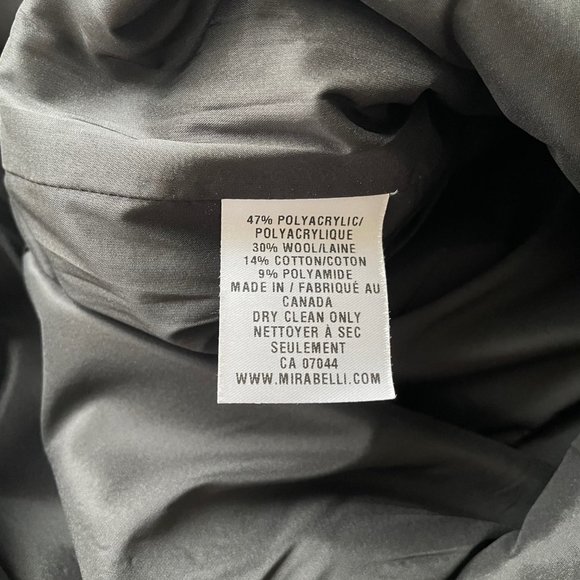 47% POLYACRYLIC/
POLYACRYLIQUE
30% WOOL/LAINE
14% COTTON/COTON
9% POLYAMIDE
MADE IN / FABRIQUÉ AU
CANADA
DRY CLEAN ONLY
NETTOYER À SEC
SEULEMENT
CA 07044
WWW.MIRABELLI.COM